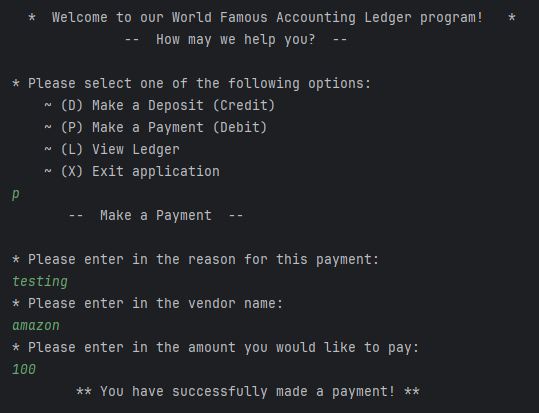 * Welcome to our World Famous Accounting Ledger program! *
-- How may we help you? --
* Please select one of the following options:
~ (D) Make a Deposit (Credit)
~ (P) Make a Payment (Debit)
~ (L) View Ledger
~ (X) Exit application
p
-- Make a Payment --
* Please enter in the reason for this payment:
testing
* Please enter in the vendor name:
amazon
* Please enter in the amount you would like to pay:
100
** You have successfully made a payment! **